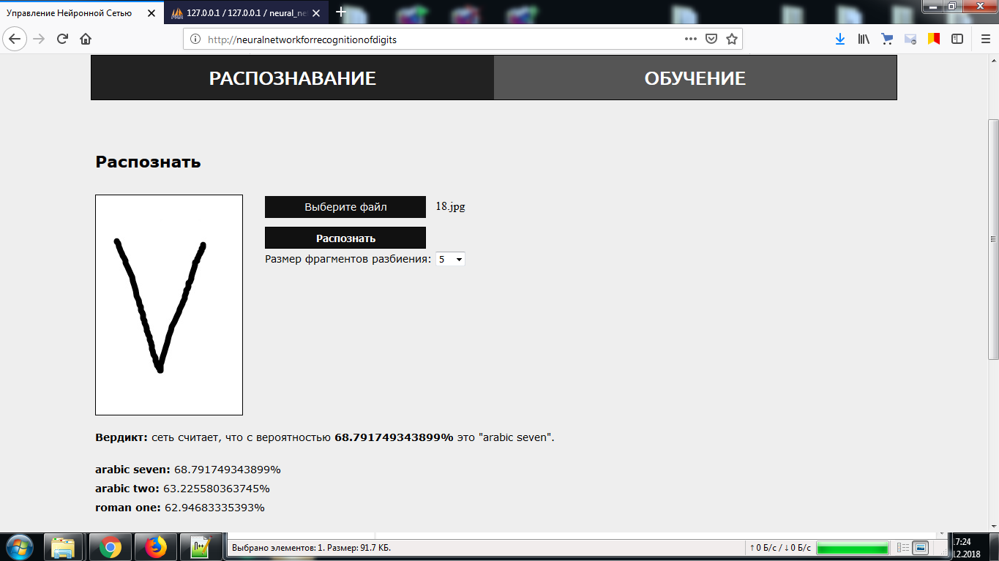 Управление Нейронной Сетью
127.0.0.1 / 127.0.0.1 / neural_ne
http://neuralnetworkforrecognitionofdigits
РАСПОЗНАВАНИЕ
ОБУЧЕНИЕ
Распознать
Выберите файл 18.jpg
Распознать
Размер фрагментов разбиения: 5
V
Вердикт: сеть считает, что с вероятностью 68.791749343899% это "arabic seven".
arabic seven: 68.791749343899%
arabic two: 63.225580363745%
roman one: 62.94683335393%
Выбрано элементов: 1. Размер: 91.7 КБ.
↑ 0 Б/с / ↓ 0 Б/с
17:24
.12.2018